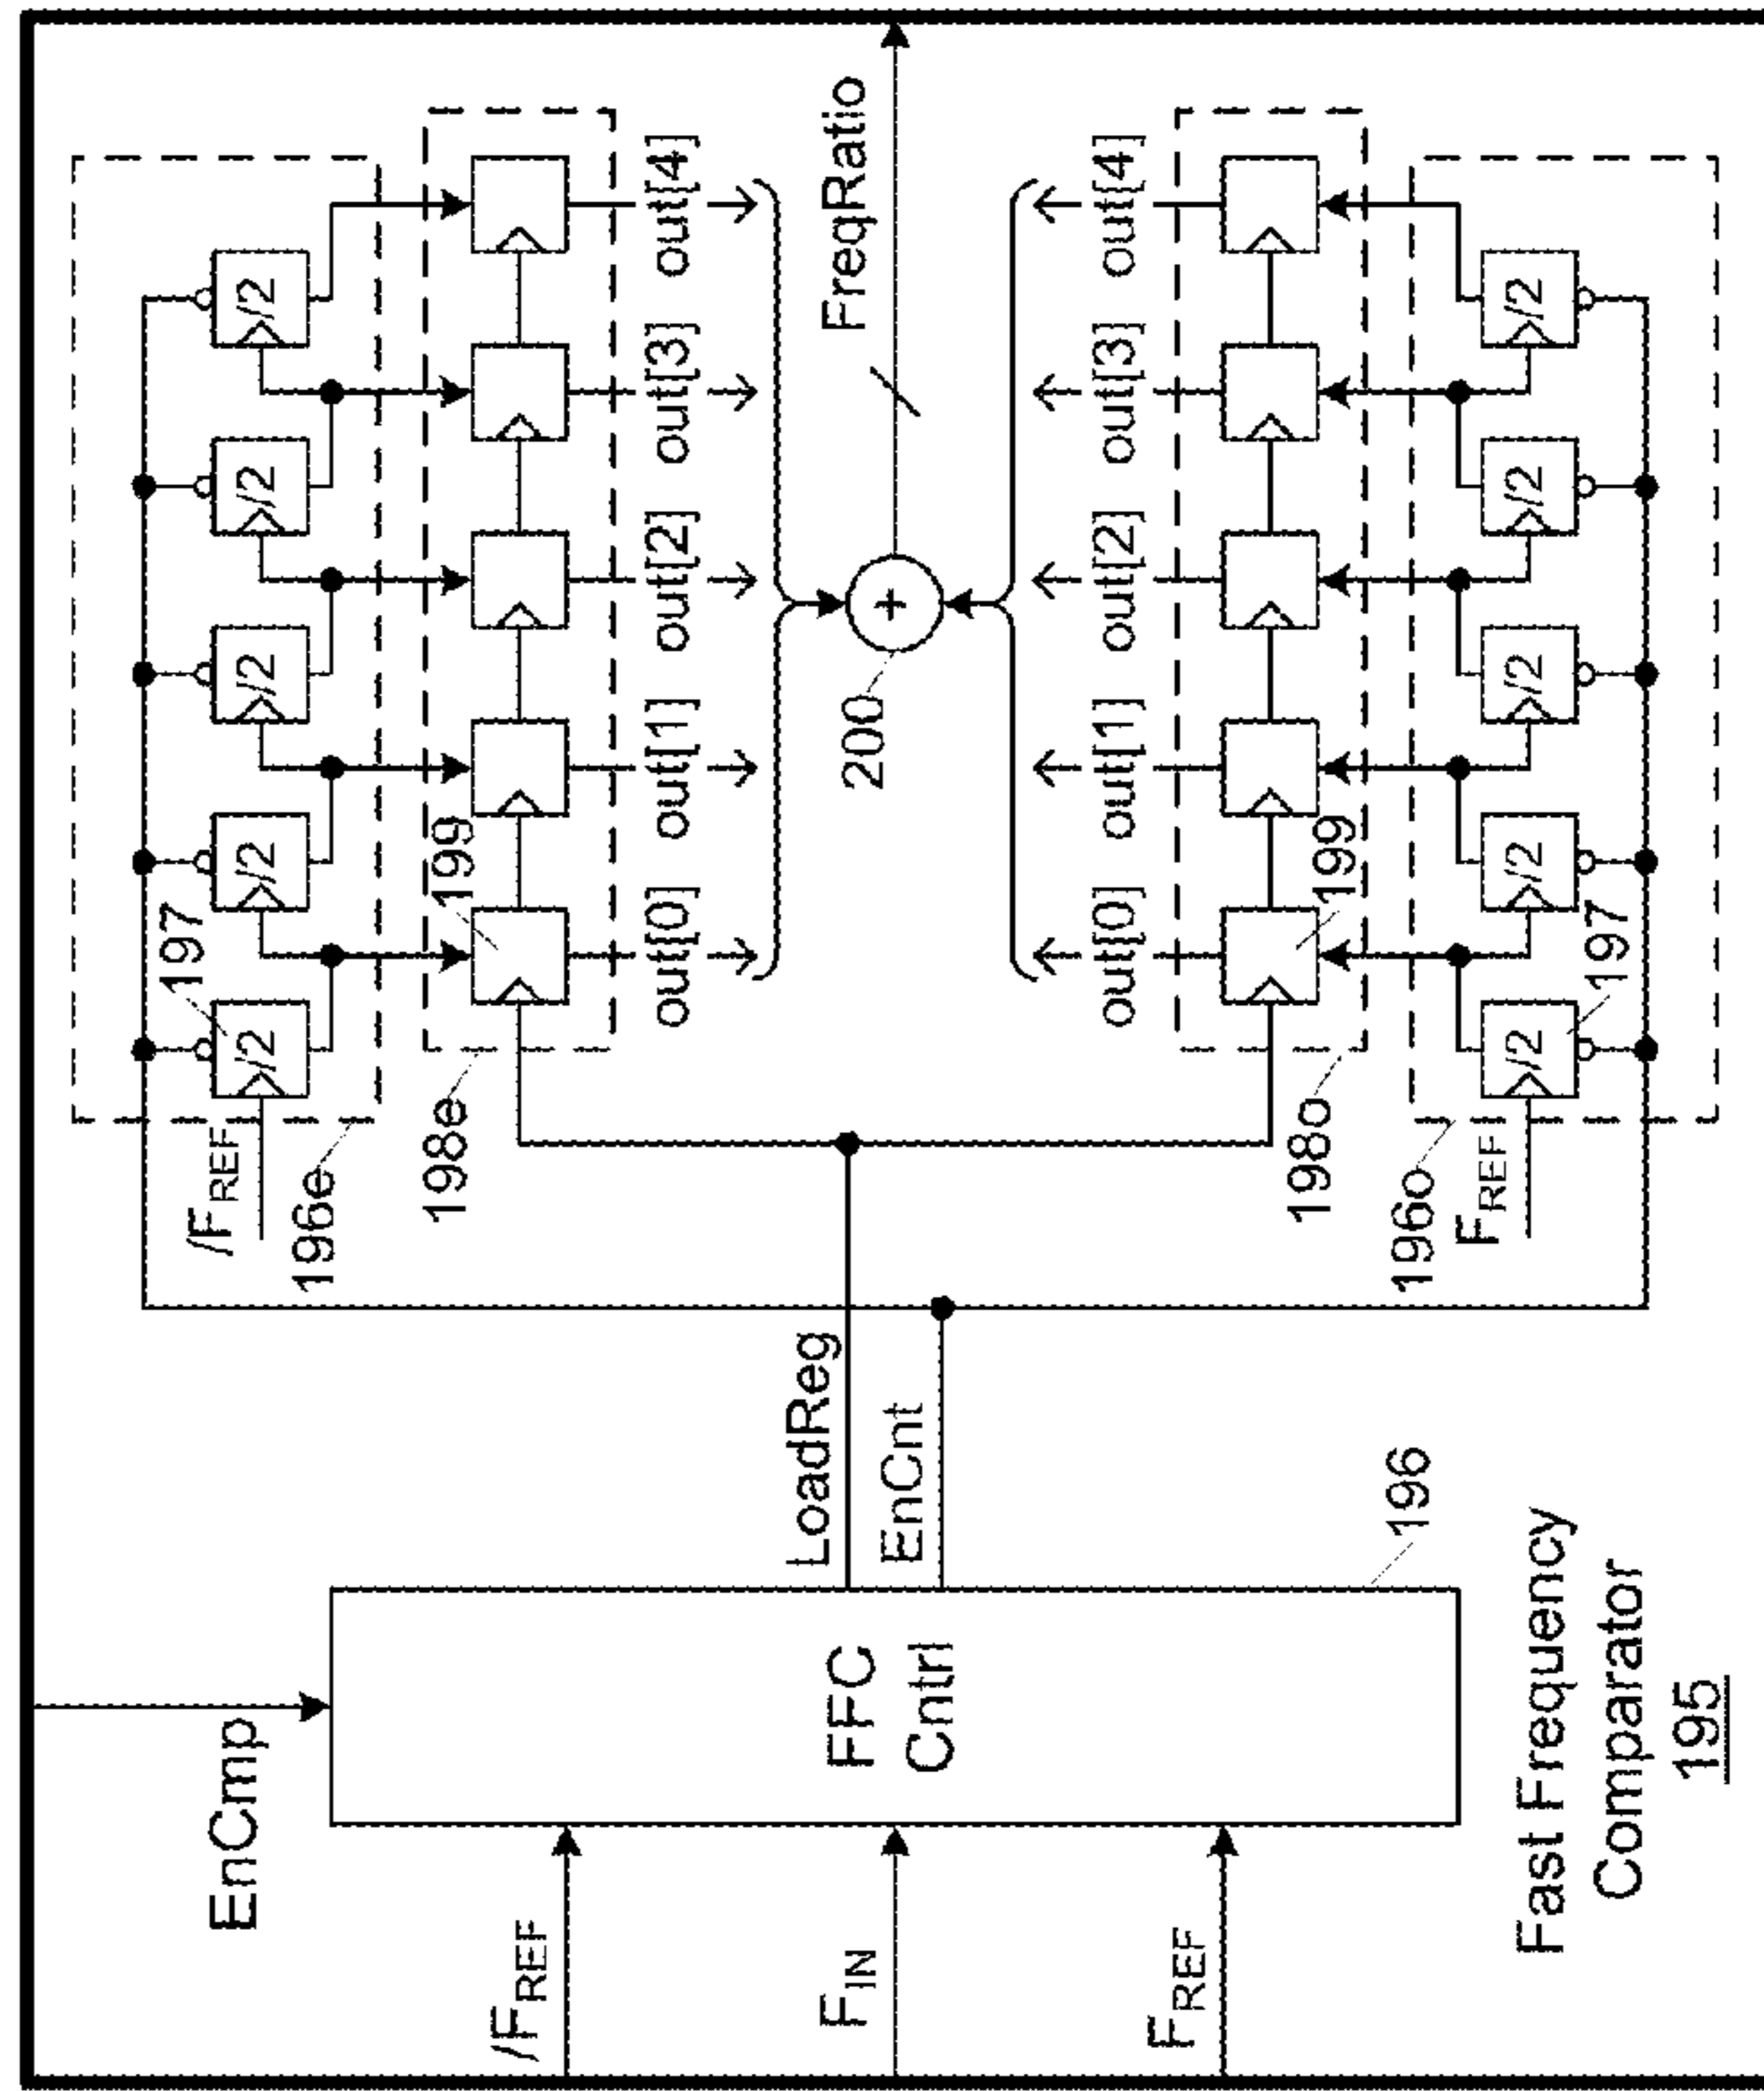 EnCmp
/FREF
FIN
FREF
FFC
Cntrl
196
LoadReg
EnCnt
/FREF
196e
197
/2
/2
/2
/2
/2
198e
199
out[0]
out[1]
out[2]
out[3]
out[4]
200
+
FreqRatio
out[0]
out[1]
out[2]
out[3]
out[4]
198o
199
196o
FREF
/2
/2
/2
/2
/2
197
Fast Frequency
Comparator
195